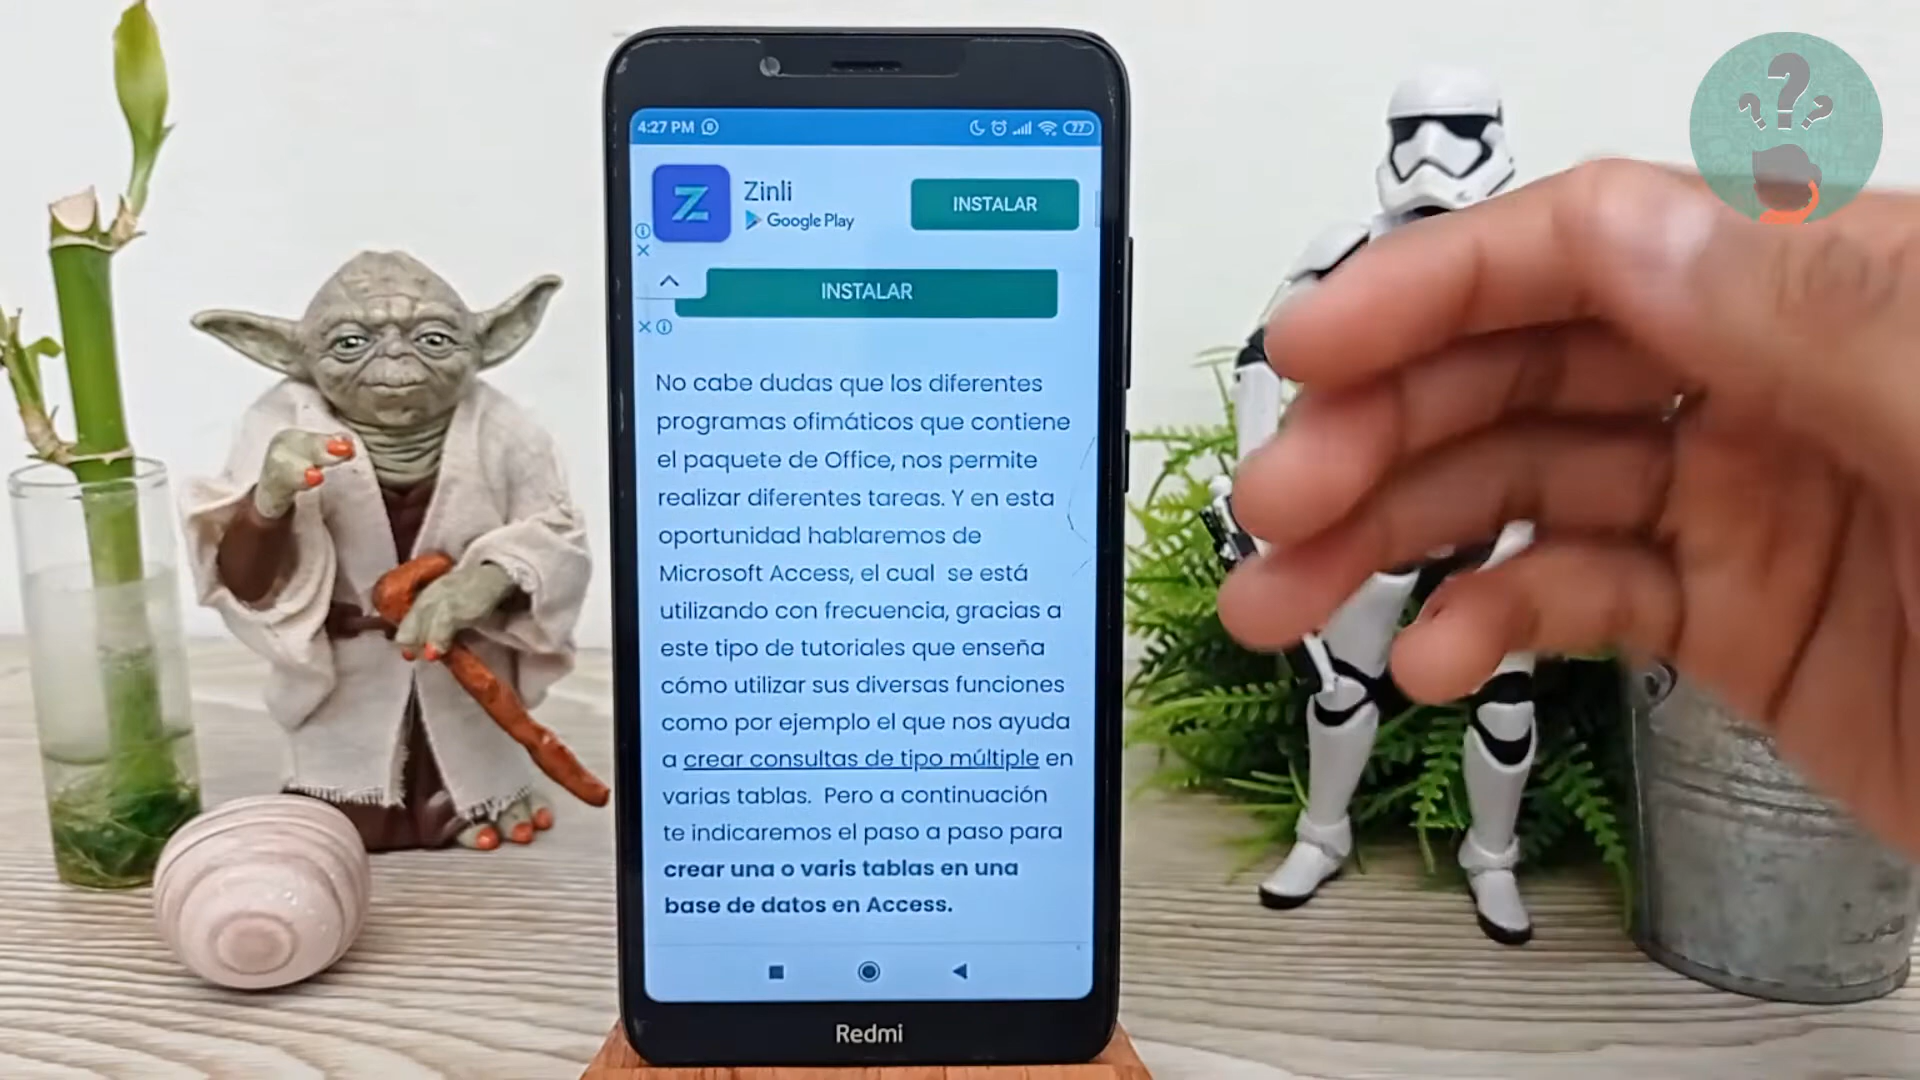 4:27 PM
77
Zinli
Google Play
INSTALAR
INSTALAR
No cabe dudas que los diferentes
programas ofimáticos que contiene
el paquete de Office, nos permite
realizar diferentes tareas. Y en esta
oportunidad hablaremos de
Microsoft Access, el cual se está
utilizando con frecuencia, gracias a
este tipo de tutoriales que enseña
cómo utilizar sus diversas funciones
como por ejemplo el que nos ayuda
a crear consultas de tipo múltiple en
varias tablas. Pero a continuación
te indicaremos el paso a paso para
crear una o varis tablas en una
base de datos en Access.
Redmi